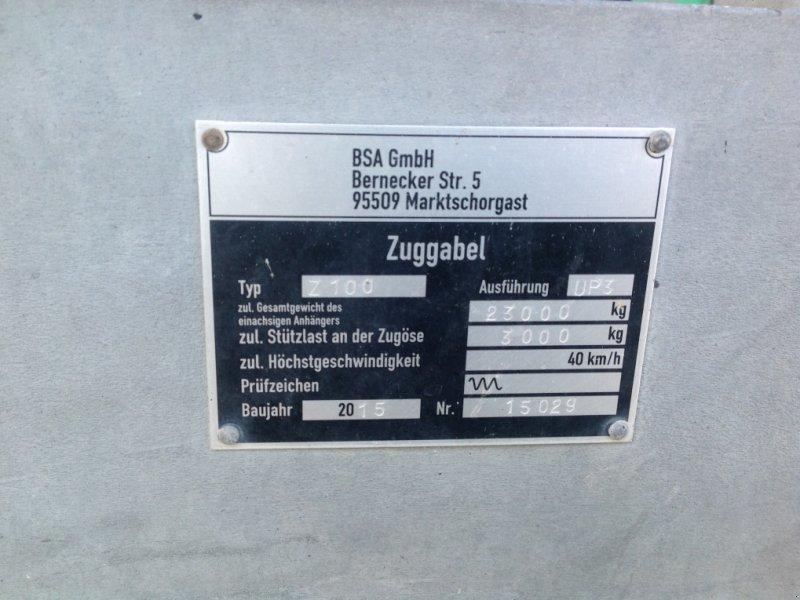 BSA GmbH
Bernecker Str. 5
95509 Marktschorgast
Zuggabel
Typ Z 100 Ausführung UP3
zul. Gesamtgewicht des
einachsigen Anhängers 23000 kg
zul. Stützlast an der Zugöse 3000 kg
zul. Höchstgeschwindigkeit 40 km/h
Prüfzeichen
Baujahr 2015 Nr. 15029